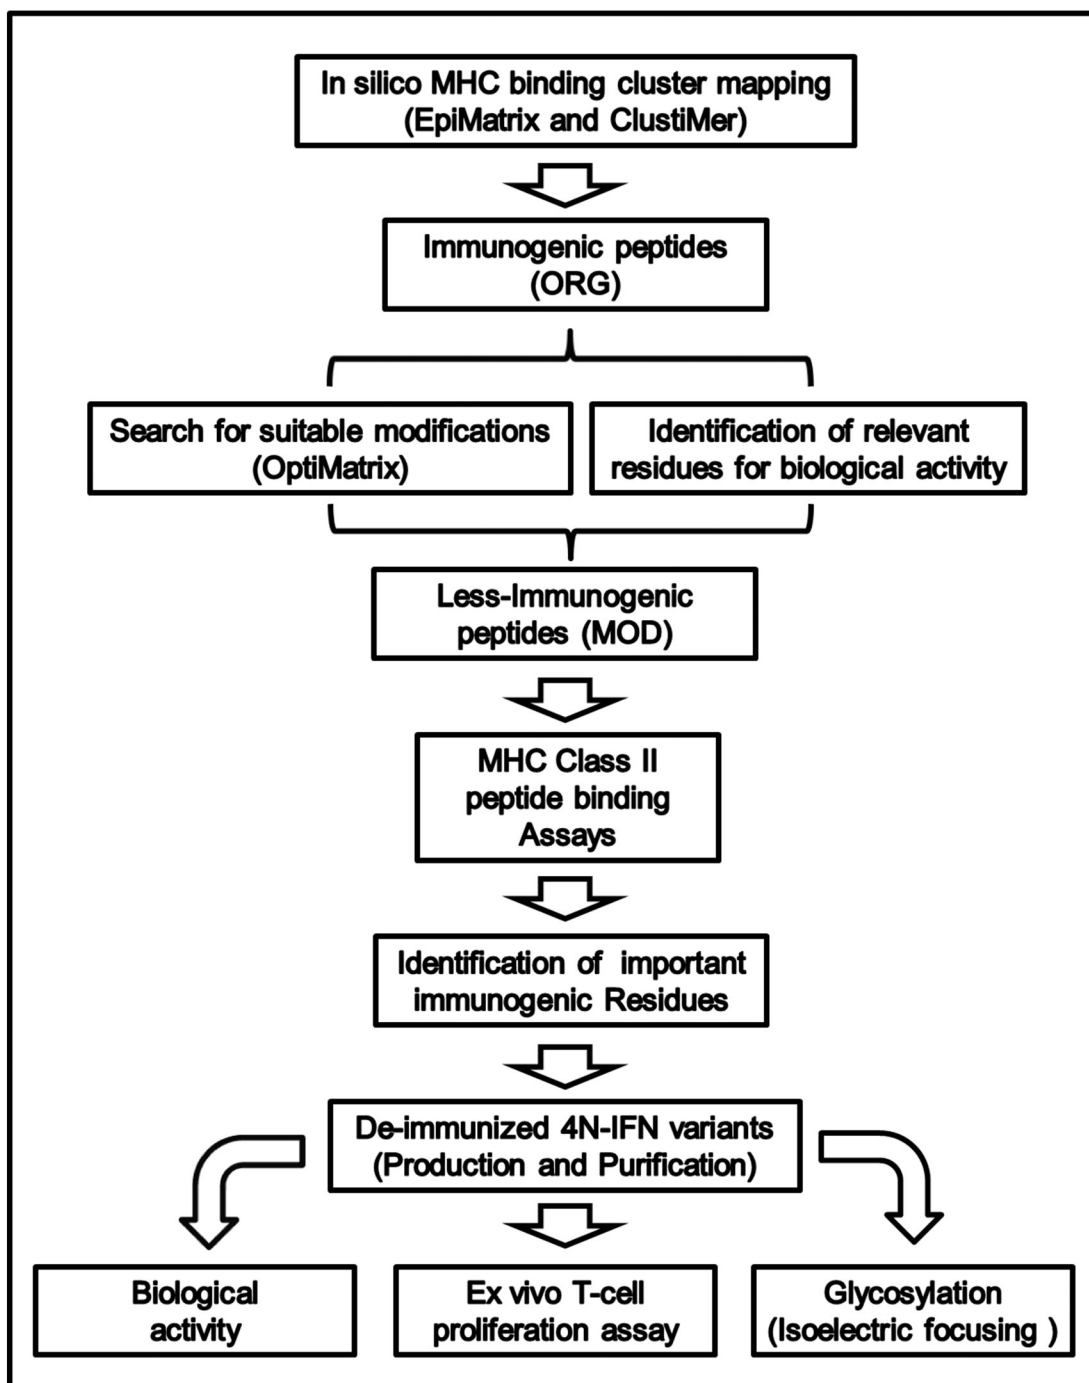 In silico MHC binding cluster mapping
(EpiMatrix and ClustiMer)
Immunogenic peptides
(ORG)
Search for suitable modifications
(OptiMatrix)
Identification of relevant
residues for biological activity
Less-Immunogenic
peptides (MOD)
MHC Class II
peptide binding
Assays
Identification of important
immunogenic Residues
De-immunized 4N-IFN variants
(Production and Purification)
Biological
activity
Ex vivo T-cell
proliferation assay
Glycosylation
(Isoelectric focusing )